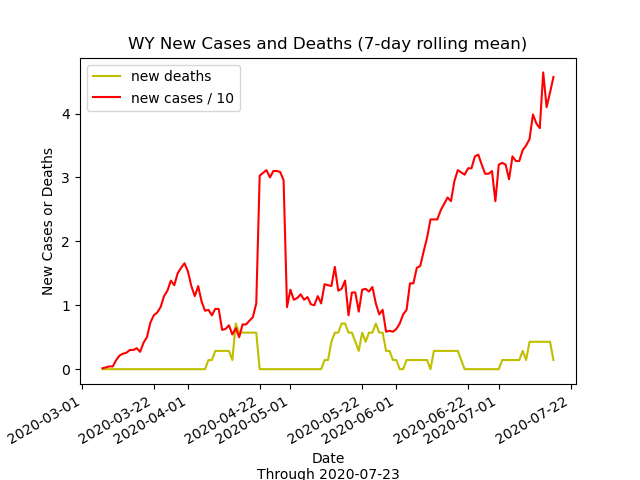 WY New Cases and Deaths (7-day rolling mean)
new deaths
new cases / 10
New Cases or Deaths
4
3
2
1
0
2020-03-01
2020-03-22
2020-04-01
2020-04-22
2020-05-01
2020-05-22
2020-06-01
2020-06-22
2020-07-01
2020-07-22
Date
Through 2020-07-23